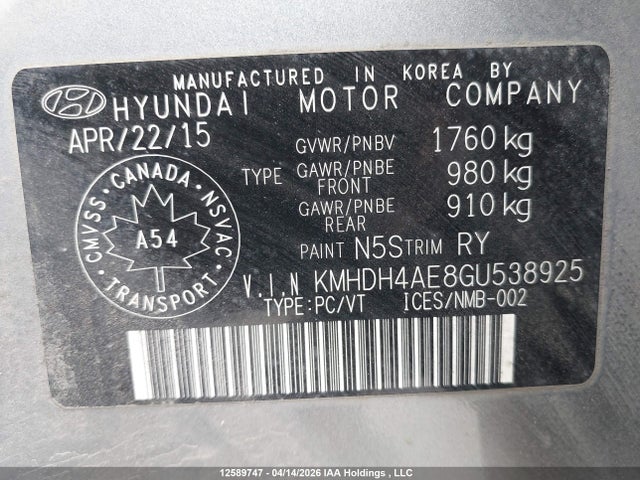 MANUFACTURED IN KOREA BY
HYUNDAI MOTOR COMPANY
APR/22/15
GVWR/PNBV 1760 kg
TYPE GAWR/PNBE FRONT 980 kg
GAWR/PNBE REAR 910 kg
PAINT N5S TRIM RY
V.I.N KMHDH4AE8GU538925
TYPE:PC/VT ICES/NMB-002
CMVSS · CANADA · NSVAC
A54
TRANSPORT
12589747 - 04/14/2026 IAA Holdings , LLC